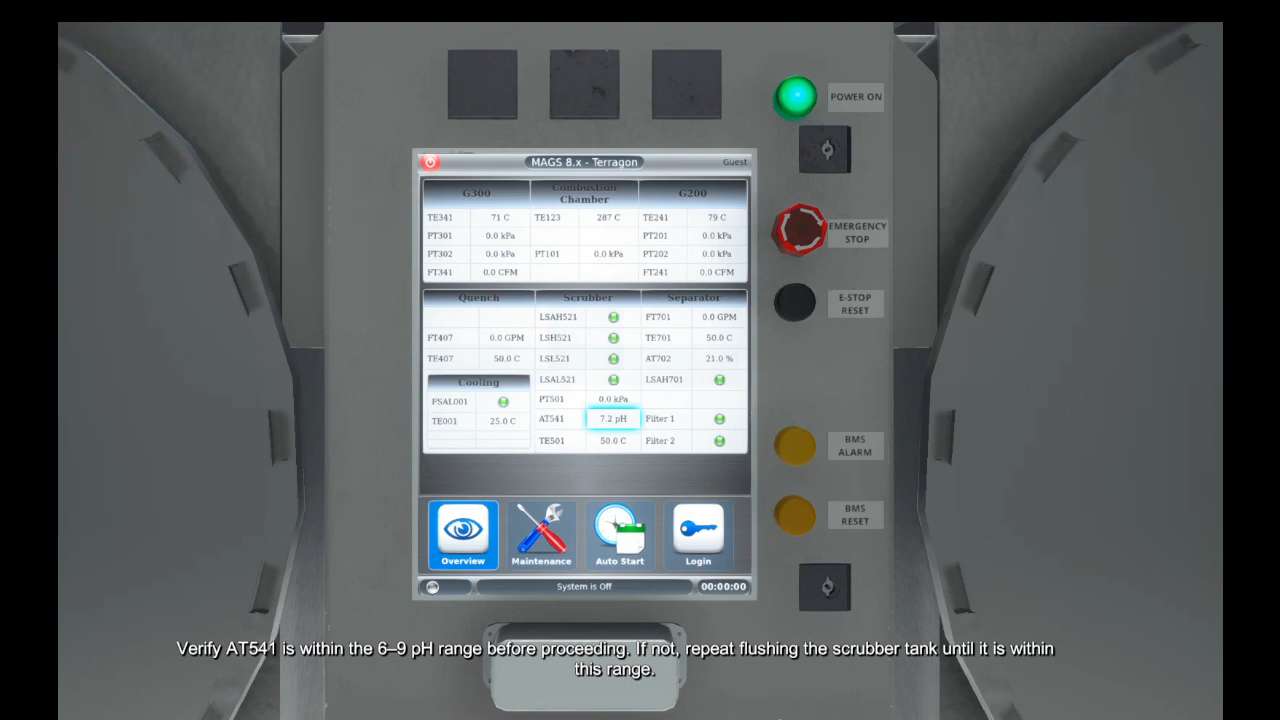 POWER ON
MAGS 8.x - Terragon Guest
G300 Combustion Chamber G200
TE341 71 C TE123 287 C TE241 79 C
PT301 0.0 kPa PT201 0.0 kPa
PT302 0.0 kPa PT101 0.0 kPa PT202 0.0 kPa
FT341 0.0 CFM FT241 0.0 CFM
EMERGENCY
STOP
Quench Scrubber Separator
LSAH521 FT701 0.0 GPM
FT407 0.0 GPM LSH521 TE701 50.0 C
TE407 50.0 C LSL521 AT702 21.0 %
Cooling LSAL521 LSAH701
FSAL001 PT501 0.0 kPa
TE001 25.0 C AT541 7.2 pH Filter 1
TE501 50.0 C Filter 2
E-STOP
RESET
BMS
ALARM
BMS
RESET
Overview Maintenance Auto Start Login
System is Off 00:00:00
Verify AT541 is within the 6–9 pH range before proceeding. If not, repeat flushing the scrubber tank until it is within
this range.